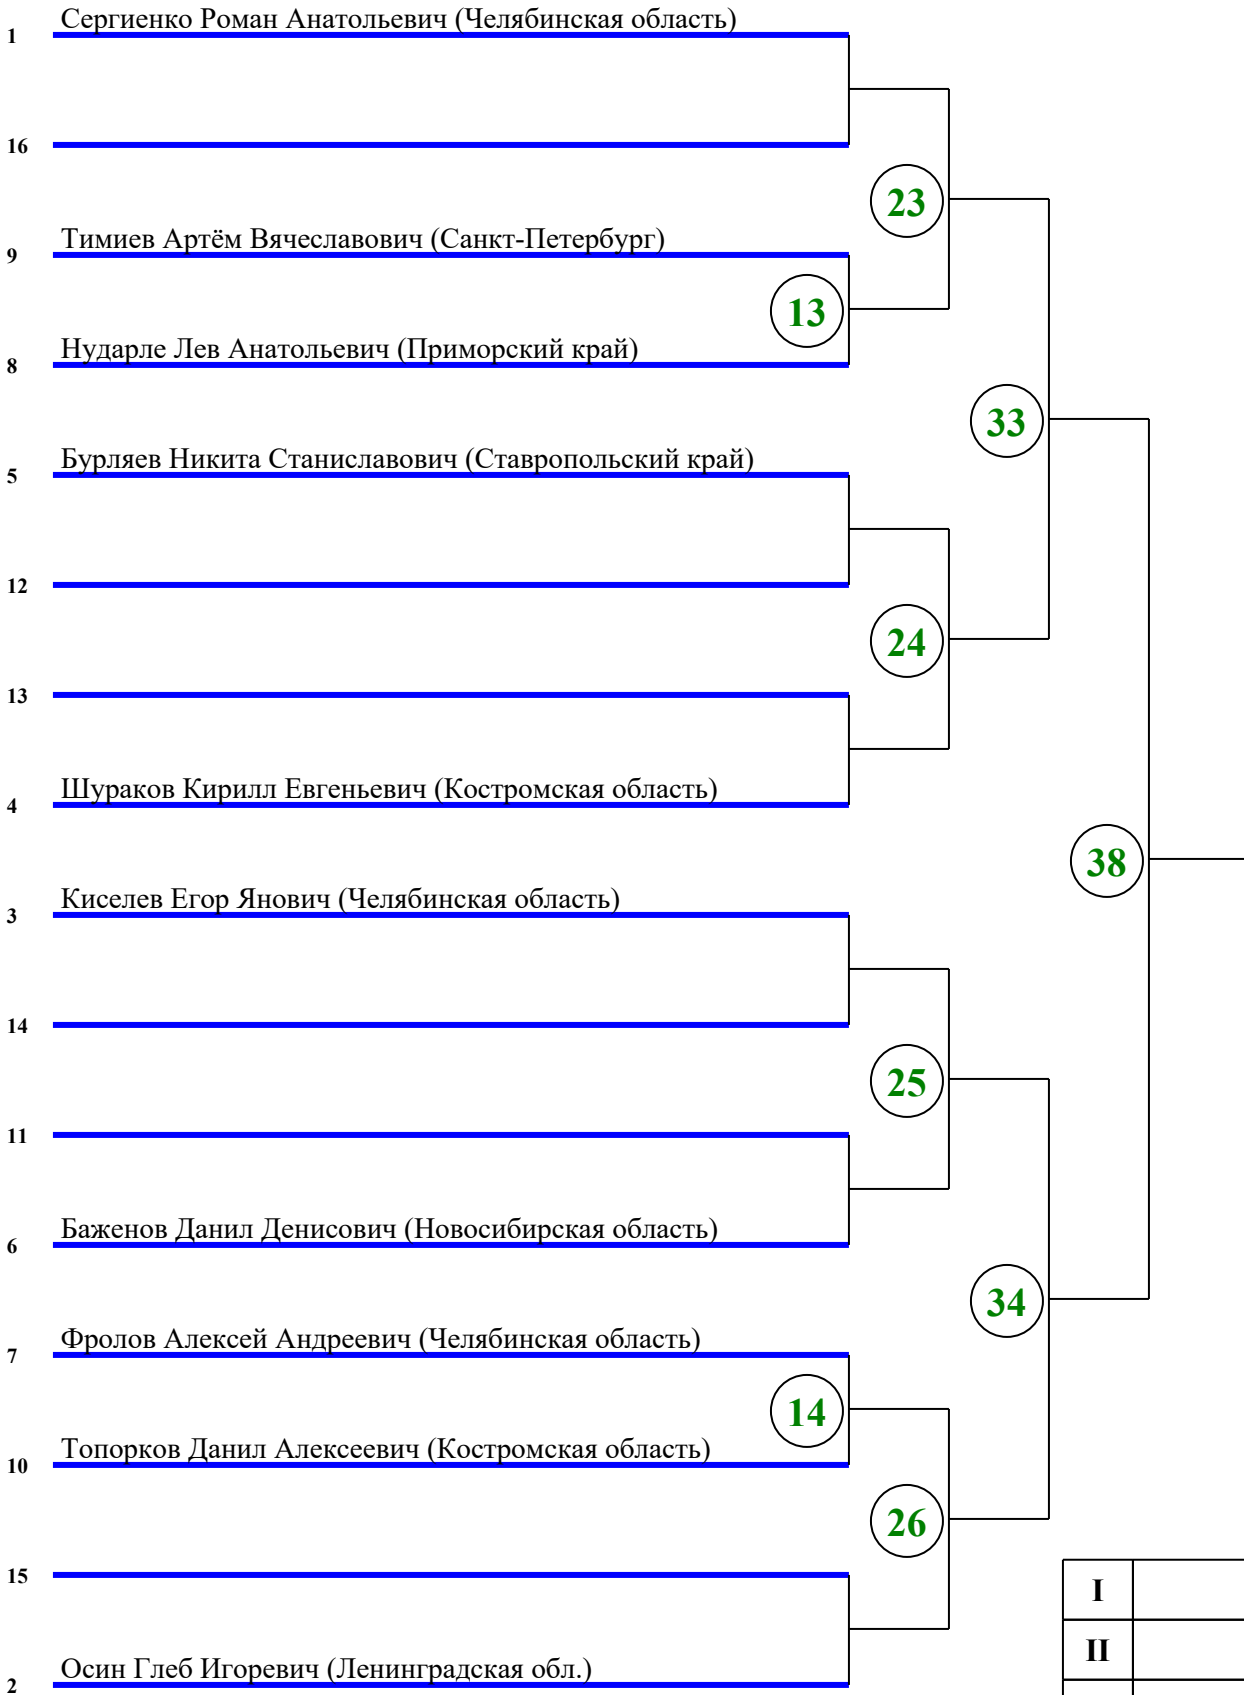 1 Сергиенко Роман Анатольевич (Челябинская область)
16
23
9 Тимиев Артём Вячеславович (Санкт-Петербург)
13
8 Нударле Лев Анатольевич (Приморский край)
33
5 Бурляев Никита Станиславович (Ставропольский край)
12
24
13
4 Шураков Кирилл Евгеньевич (Костромская область)
38
3 Киселев Егор Янович (Челябинская область)
14
25
11
6 Баженов Данил Денисович (Новосибирская область)
34
7 Фролов Алексей Андреевич (Челябинская область)
14
10 Топорков Данил Алексеевич (Костромская область)
26
15
I
II
2 Осин Глеб Игоревич (Ленинградская обл.)